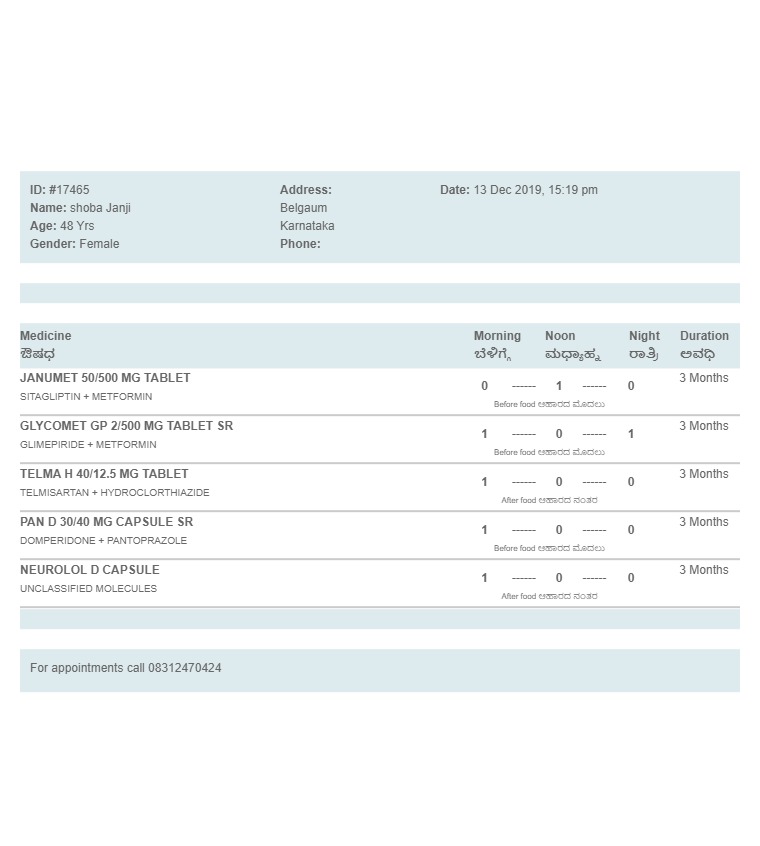 ID: #17465 Address: Date: 13 Dec 2019, 15:19 pm
Name: shoba Janji Belgaum
Age: 48 Yrs Karnataka
Gender: Female Phone:
Medicine Morning Noon Night Duration
ಔಷಧ ಬೆಳಿಗ್ಗೆ ಮಧ್ಯಾಹ್ನ ರಾತ್ರಿ ಅವಧಿ
JANUMET 50/500 MG TABLET 0 ------ 1 ------ 0 3 Months
SITAGLIPTIN + METFORMIN
Before food ಆಹಾರದ ಮೊದಲು
GLYCOMET GP 2/500 MG TABLET SR 1 ------ 0 ------ 1 3 Months
GLIMEPIRIDE + METFORMIN
Before food ಆಹಾರದ ಮೊದಲು
TELMA H 40/12.5 MG TABLET 1 ------ 0 ------ 0 3 Months
TELMISARTAN + HYDROCLORTHIAZIDE
After food ಆಹಾರದ ನಂತರ
PAN D 30/40 MG CAPSULE SR 1 ------ 0 ------ 0 3 Months
DOMPERIDONE + PANTOPRAZOLE
Before food ಆಹಾರದ ಮೊದಲು
NEUROLOL D CAPSULE 1 ------ 0 ------ 0 3 Months
UNCLASSIFIED MOLECULES
After food ಆಹಾರದ ನಂತರ
For appointments call 08312470424